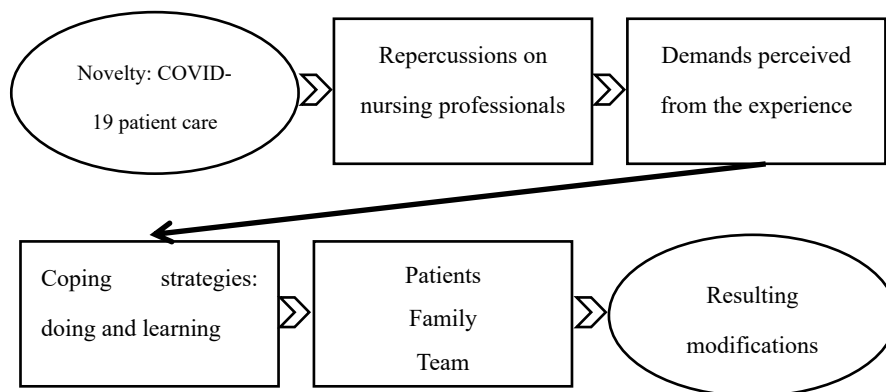 Novelty: COVID-
19 patient care
Repercussions on
nursing professionals
Demands perceived
from the experience
Coping strategies:
doing and learning
Patients
Family
Team
Resulting
modifications